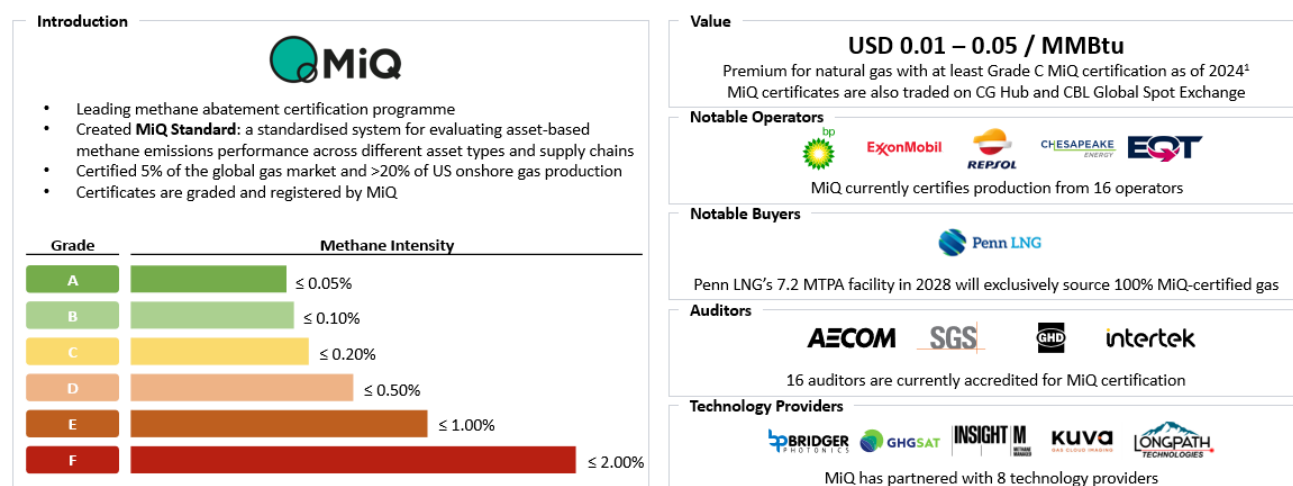 Introduction
MiQ
• Leading methane abatement certification programme
• Created MiQ Standard: a standardised system for evaluating asset-based
methane emissions performance across different asset types and supply chains
• Certified 5% of the global gas market and >20% of US onshore gas production
• Certificates are graded and registered by MiQ
Grade Methane Intensity
A ≤ 0.05%
B ≤ 0.10%
C ≤ 0.20%
D ≤ 0.50%
E ≤ 1.00%
F ≤ 2.00%
Value
USD 0.01 – 0.05 / MMBtu
Premium for natural gas with at least Grade C MiQ certification as of 2024¹
MiQ certificates are also traded on CG Hub and CBL Global Spot Exchange
Notable Operators
bp
ExxonMobil
REPSOL
CHESAPEAKE
ENERGY
EQT
MiQ currently certifies production from 16 operators
Notable Buyers
Penn LNG
Penn LNG's 7.2 MTPA facility in 2028 will exclusively source 100% MiQ-certified gas
Auditors
AECOM SGS GHD intertek
16 auditors are currently accredited for MiQ certification
Technology Providers
BRIDGER
PHOTONICS
GHGSAT
INSIGHT M
METHANE
MANAGER
KUVA
GAS CLOUD IMAGING
LONGPATH
TECHNOLOGIES
MiQ has partnered with 8 technology providers